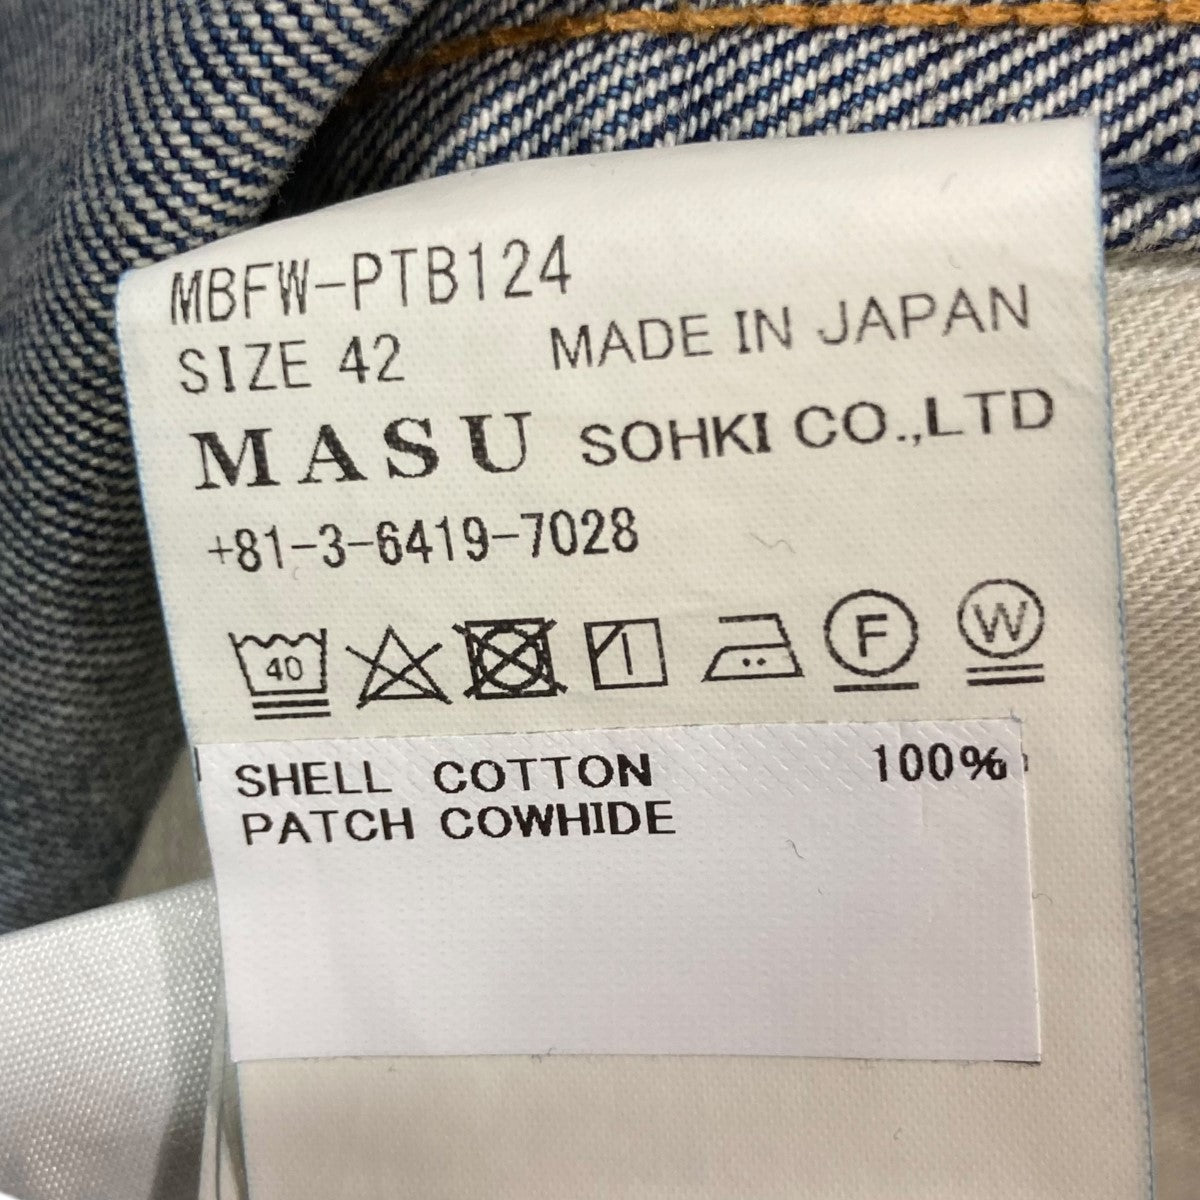 MBFW-PTB124
SIZE 42 MADE IN JAPAN
MASU SOHKI CO.,LTD
+81-3-6419-7028
40 F W
SHELL COTTON 100%
PATCH COWHIDE